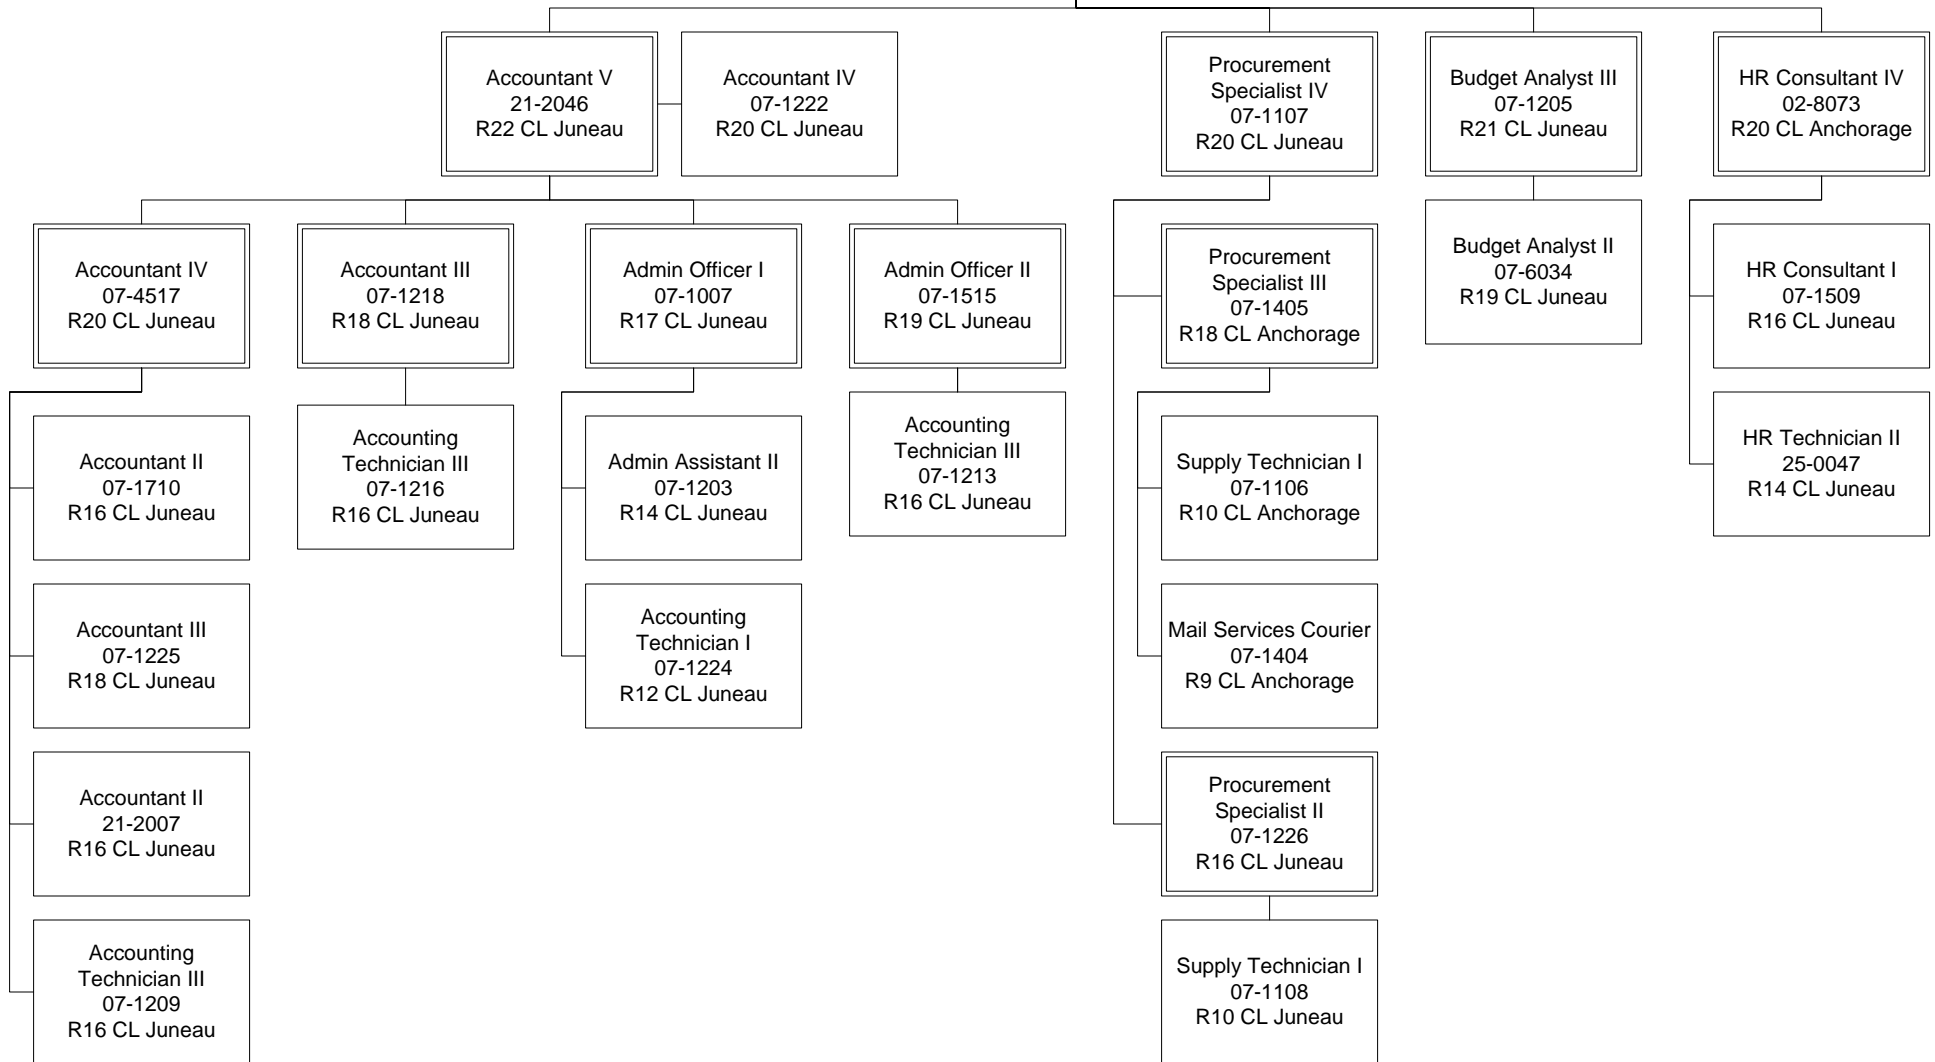 Accountant V
21-2046
R22 CL Juneau
Accountant IV
07-1222
R20 CL Juneau
Procurement
Specialist IV
07-1107
R20 CL Juneau
Budget Analyst III
07-1205
R21 CL Juneau
HR Consultant IV
02-8073
R20 CL Anchorage
Accountant IV
07-4517
R20 CL Juneau
Accountant III
07-1218
R18 CL Juneau
Admin Officer I
07-1007
R17 CL Juneau
Admin Officer II
07-1515
R19 CL Juneau
Procurement
Specialist III
07-1405
R18 CL Anchorage
Budget Analyst II
07-6034
R19 CL Juneau
HR Consultant I
07-1509
R16 CL Juneau
Accountant II
07-1710
R16 CL Juneau
Accounting
Technician III
07-1216
R16 CL Juneau
Admin Assistant II
07-1203
R14 CL Juneau
Accounting
Technician III
07-1213
R16 CL Juneau
Supply Technician I
07-1106
R10 CL Anchorage
HR Technician II
25-0047
R14 CL Juneau
Accountant III
07-1225
R18 CL Juneau
Accounting
Technician I
07-1224
R12 CL Juneau
Mail Services Courier
07-1404
R9 CL Anchorage
Accountant II
21-2007
R16 CL Juneau
Procurement
Specialist II
07-1226
R16 CL Juneau
Accounting
Technician III
07-1209
R16 CL Juneau
Supply Technician I
07-1108
R10 CL Juneau